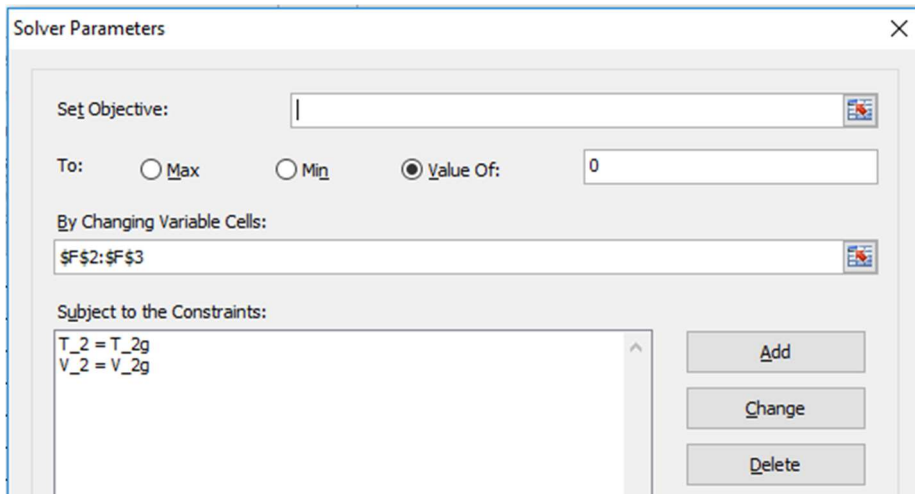 Solver Parameters
Set Objective:
To: Max Min Value Of: 0
By Changing Variable Cells:
$F$2:$F$3
Subject to the Constraints:
T_2 = T_2g
V_2 = V_2g
Add
Change
Delete